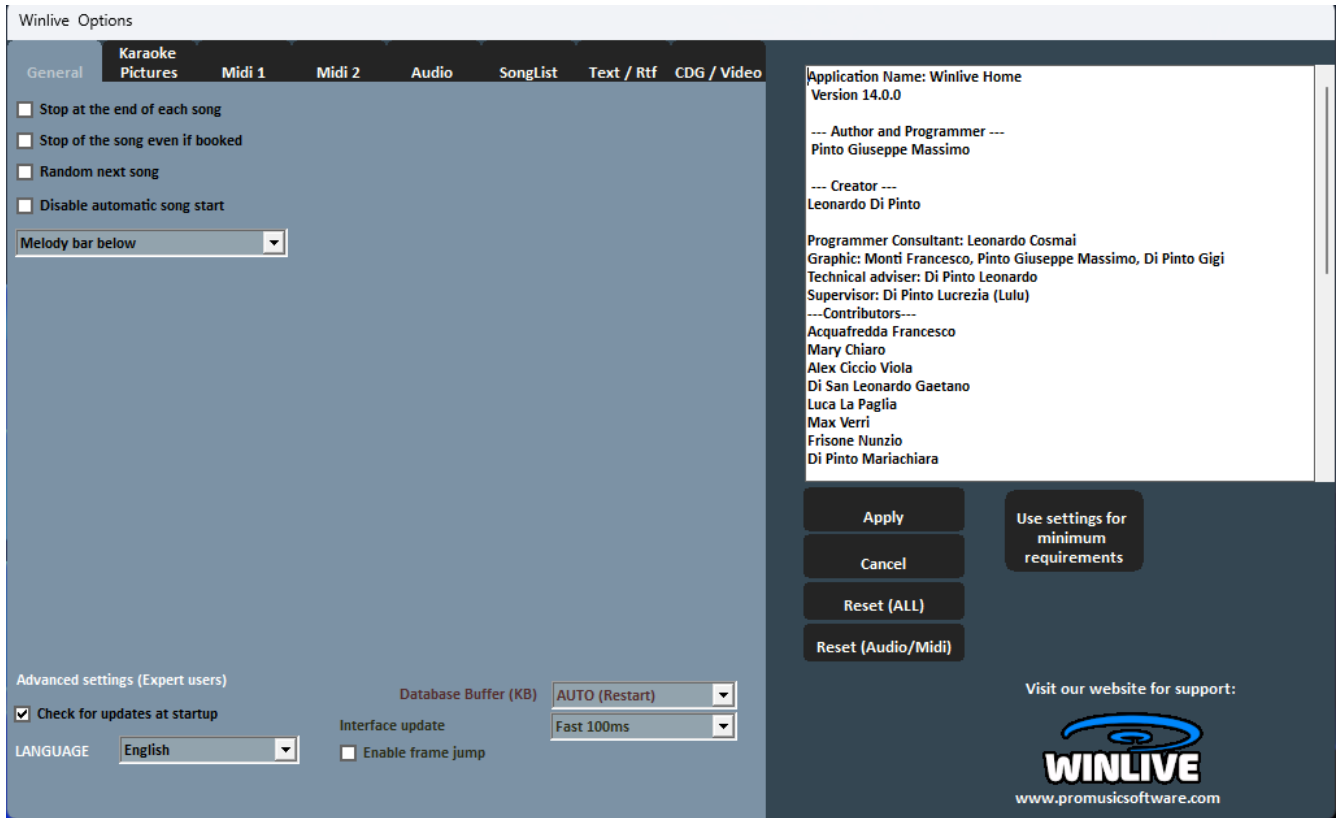 Winlive Options
General
Karaoke
Pictures
Midi 1
Midi 2
Audio
SongList
Text / Rtf
CDG / Video
Stop at the end of each song
Stop of the song even if booked
Random next song
Disable automatic song start
Melody bar below
Advanced settings (Expert users)
Check for updates at startup
LANGUAGE English
Database Buffer (KB) AUTO (Restart)
Interface update Fast 100ms
Enable frame jump
Application Name: Winlive Home
Version 14.0.0
--- Author and Programmer ---
Pinto Giuseppe Massimo
--- Creator ---
Leonardo Di Pinto
Programmer Consultant: Leonardo Cosmai
Graphic: Monti Francesco, Pinto Giuseppe Massimo, Di Pinto Gigi
Technical adviser: Di Pinto Leonardo
Supervisor: Di Pinto Lucrezia (Lulu)
---Contributors---
Acquafredda Francesco
Mary Chiaro
Alex Ciccio Viola
Di San Leonardo Gaetano
Luca La Paglia
Max Verri
Frisone Nunzio
Di Pinto Mariachiara
Apply
Cancel
Reset (ALL)
Reset (Audio/Midi)
Use settings for
minimum
requirements
Visit our website for support:
WINLIVE
www.promusicsoftware.com